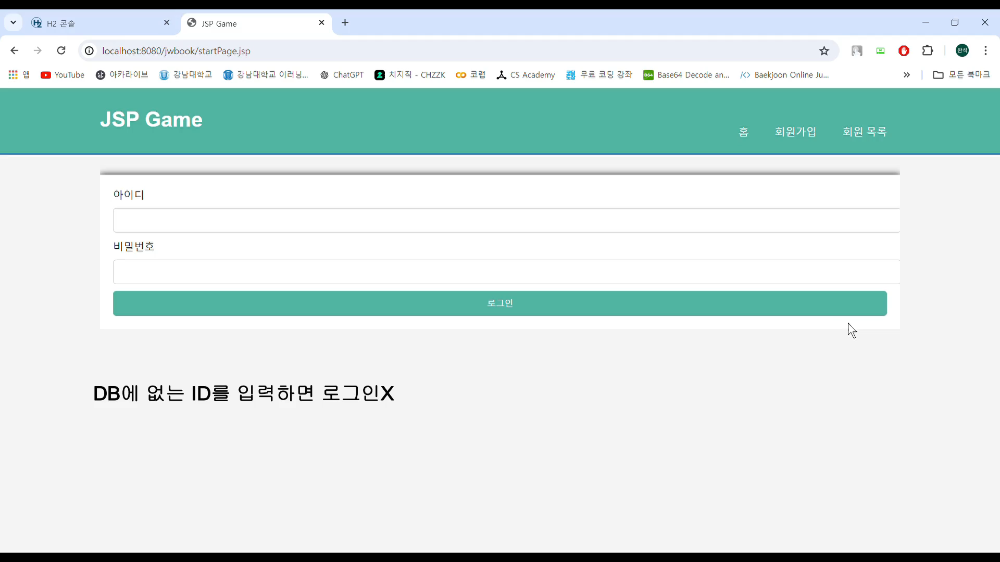 H2 콘솔
JSP Game
localhost:8080/jwbook/startPage.jsp
완석
앱 YouTube 아카라이브 강남대학교 강남대학교 이러닝... ChatGPT 치지직 - CHZZK 코랩 CS Academy 무료 코딩 강좌 B64 Base64 Decode an... Baekjoon Online Ju... 모든 북마크
JSP Game
홈 회원가입 회원 목록
아이디
비밀번호
로그인
DB에 없는 ID를 입력하면 로그인X